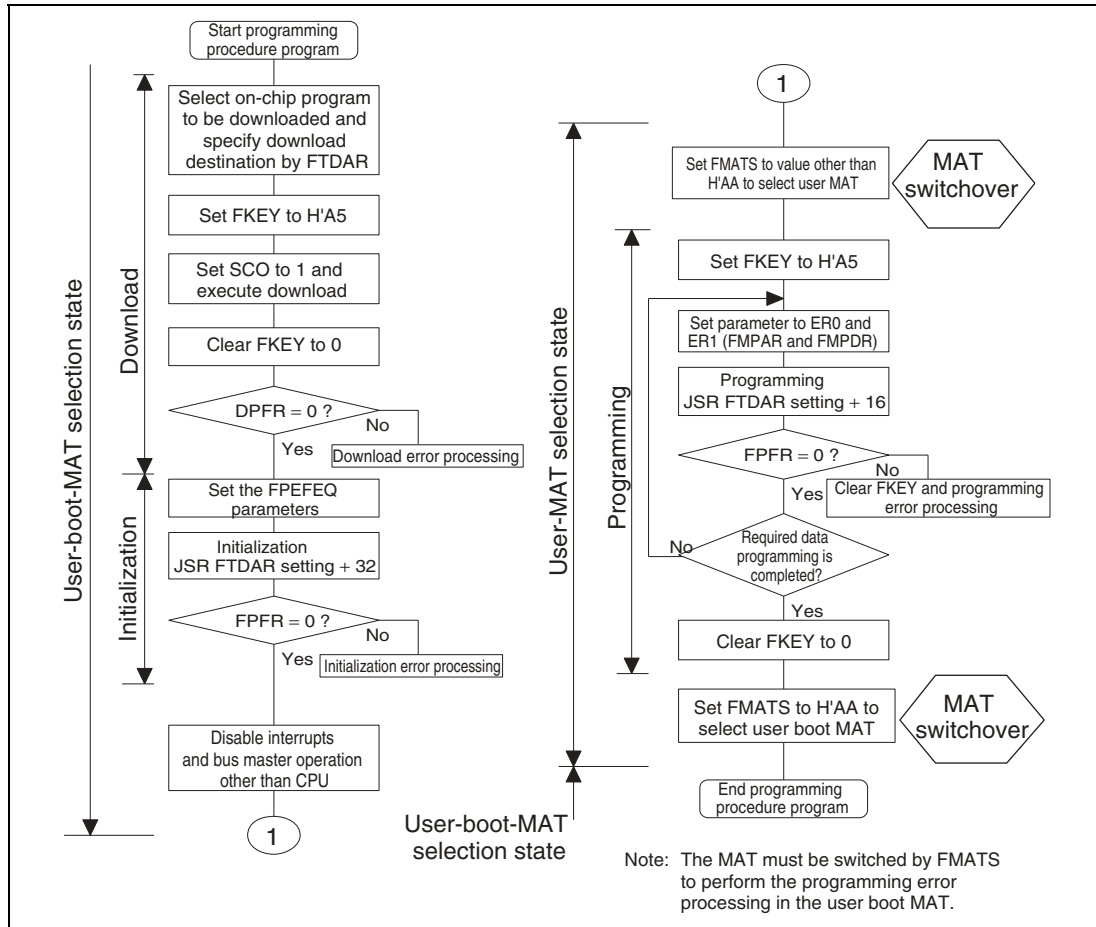 Start programming
procedure program
Select on-chip program
to be downloaded and
specify download
destination by FTDAR
Set FKEY to H'A5
Set SCO to 1 and
execute download
Clear FKEY to 0
DPFR = 0 ?
No
Yes
Download error processing
Set the FPEFEQ
parameters
Initialization
JSR FTDAR setting + 32
FPFR = 0 ?
No
Yes
Initialization error processing
Disable interrupts
and bus master operation
other than CPU
1
Download
Initialization
User-boot-MAT selection state
1
Set FMATS to value other than
H'AA to select user MAT
MAT
switchover
Set FKEY to H'A5
Set parameter to ER0 and
ER1 (FMPAR and FMPDR)
Programming
JSR FTDAR setting + 16
FPFR = 0 ?
No
Yes
Clear FKEY and programming
error processing
Required data
programming is
completed?
No
Yes
Clear FKEY to 0
Set FMATS to H'AA to
select user boot MAT
MAT
switchover
End programming
procedure program
Programming
User-MAT selection state
User-boot-MAT
selection state
Note: The MAT must be switched by FMATS
to perform the programming error
processing in the user boot MAT.